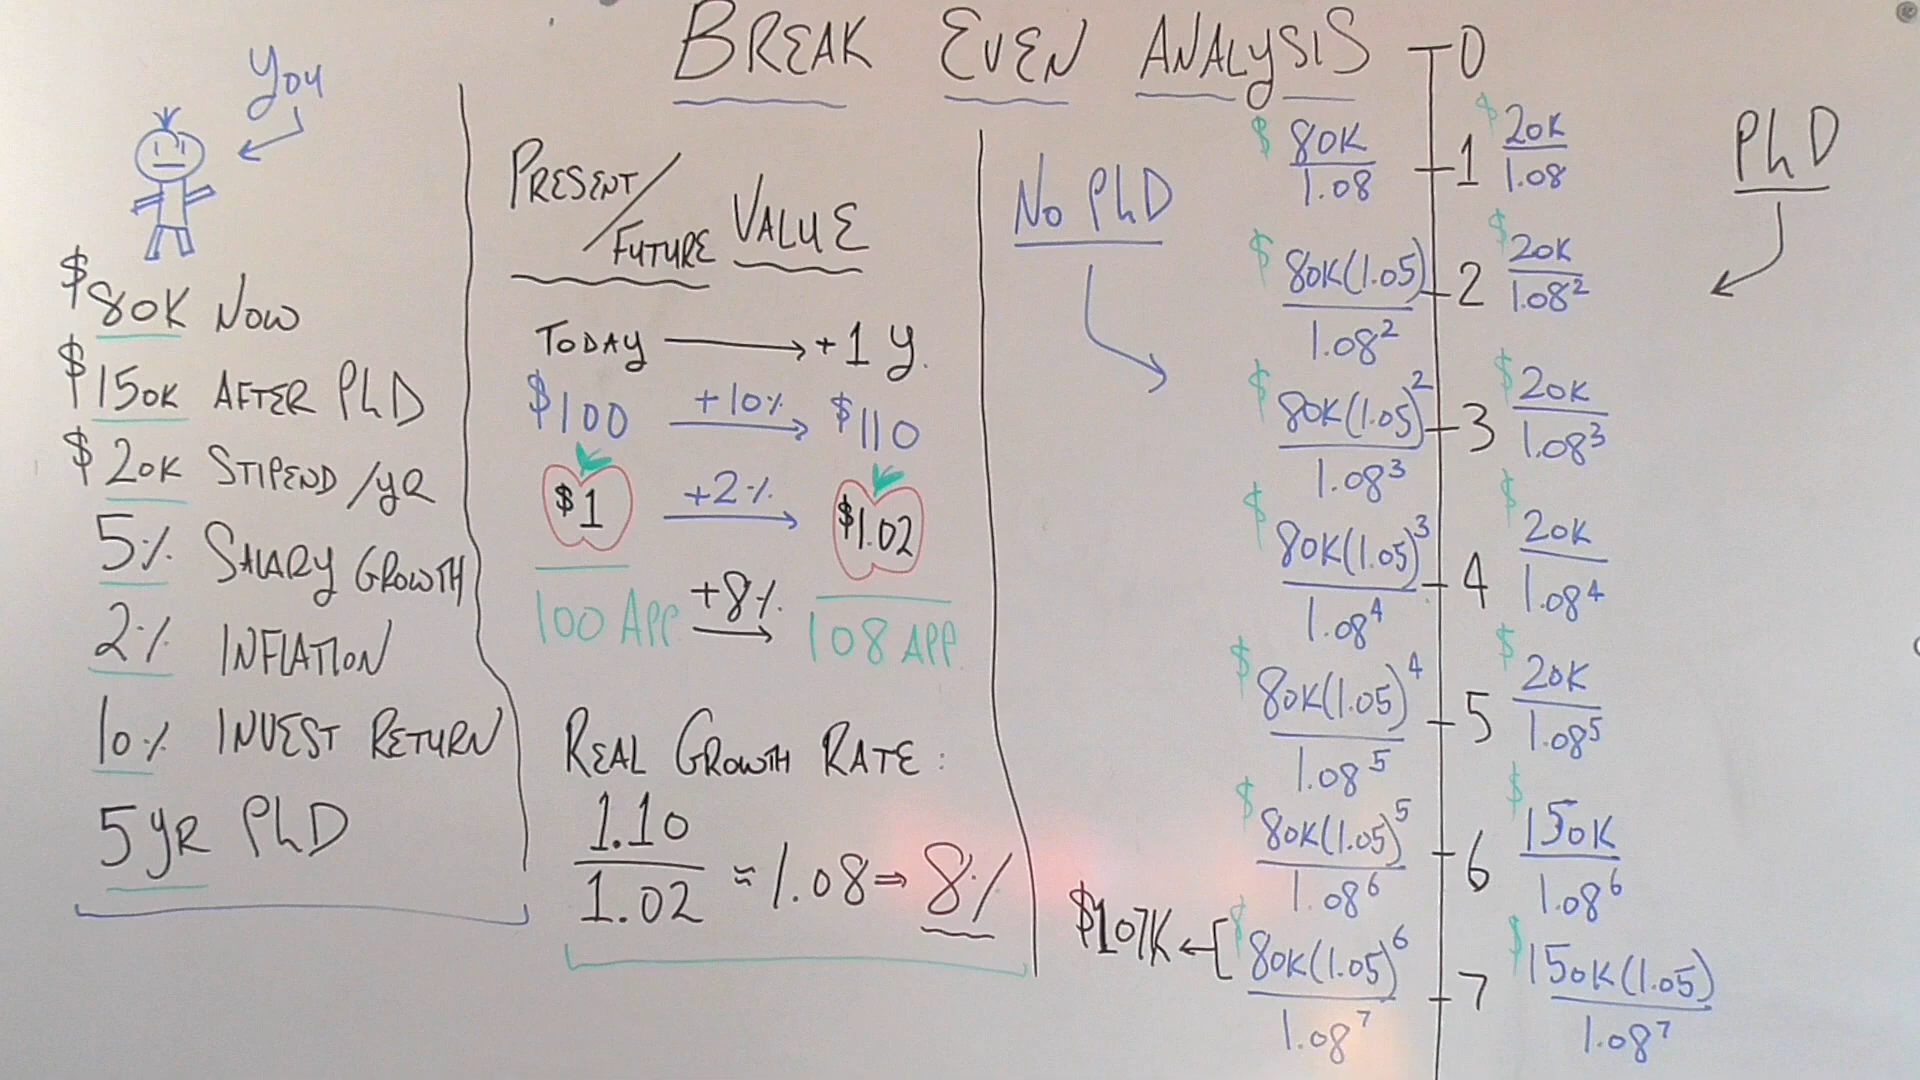 BREAK EVEN ANALYSIS
You
$80K NOW
$150K AFTER PhD
$20K STIPEND /YR
5% SALARY GROWTH
2% INFLATION
10% INVEST RETURN
5 YR PhD
PRESENT/
FUTURE VALUE
TODAY → +1 Y.
$100 +10% → $110
$1 +2% → $1.02
100 APP +8% → 108 APP
REAL GROWTH RATE:
1.10
1.02 ≈ 1.08 ⇒ 8%
No PhD
PhD
0
$80K/1.08 1 $20K/1.08
$80K(1.05)/1.08² 2 $20K/1.08²
$80K(1.05)²/1.08³ 3 $20K/1.08³
$80K(1.05)³/1.08⁴ 4 $20K/1.08⁴
$80K(1.05)⁴/1.08⁵ 5 $20K/1.08⁵
$80K(1.05)⁵/1.08⁶ 6 $150K/1.08⁶
$107K ← [ $80K(1.05)⁶/1.08⁷ 7 $150K(1.05)/1.08⁷